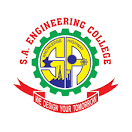 S.A. ENGINEERING COLLEGE
WE DESIGN YOUR TOMORROW